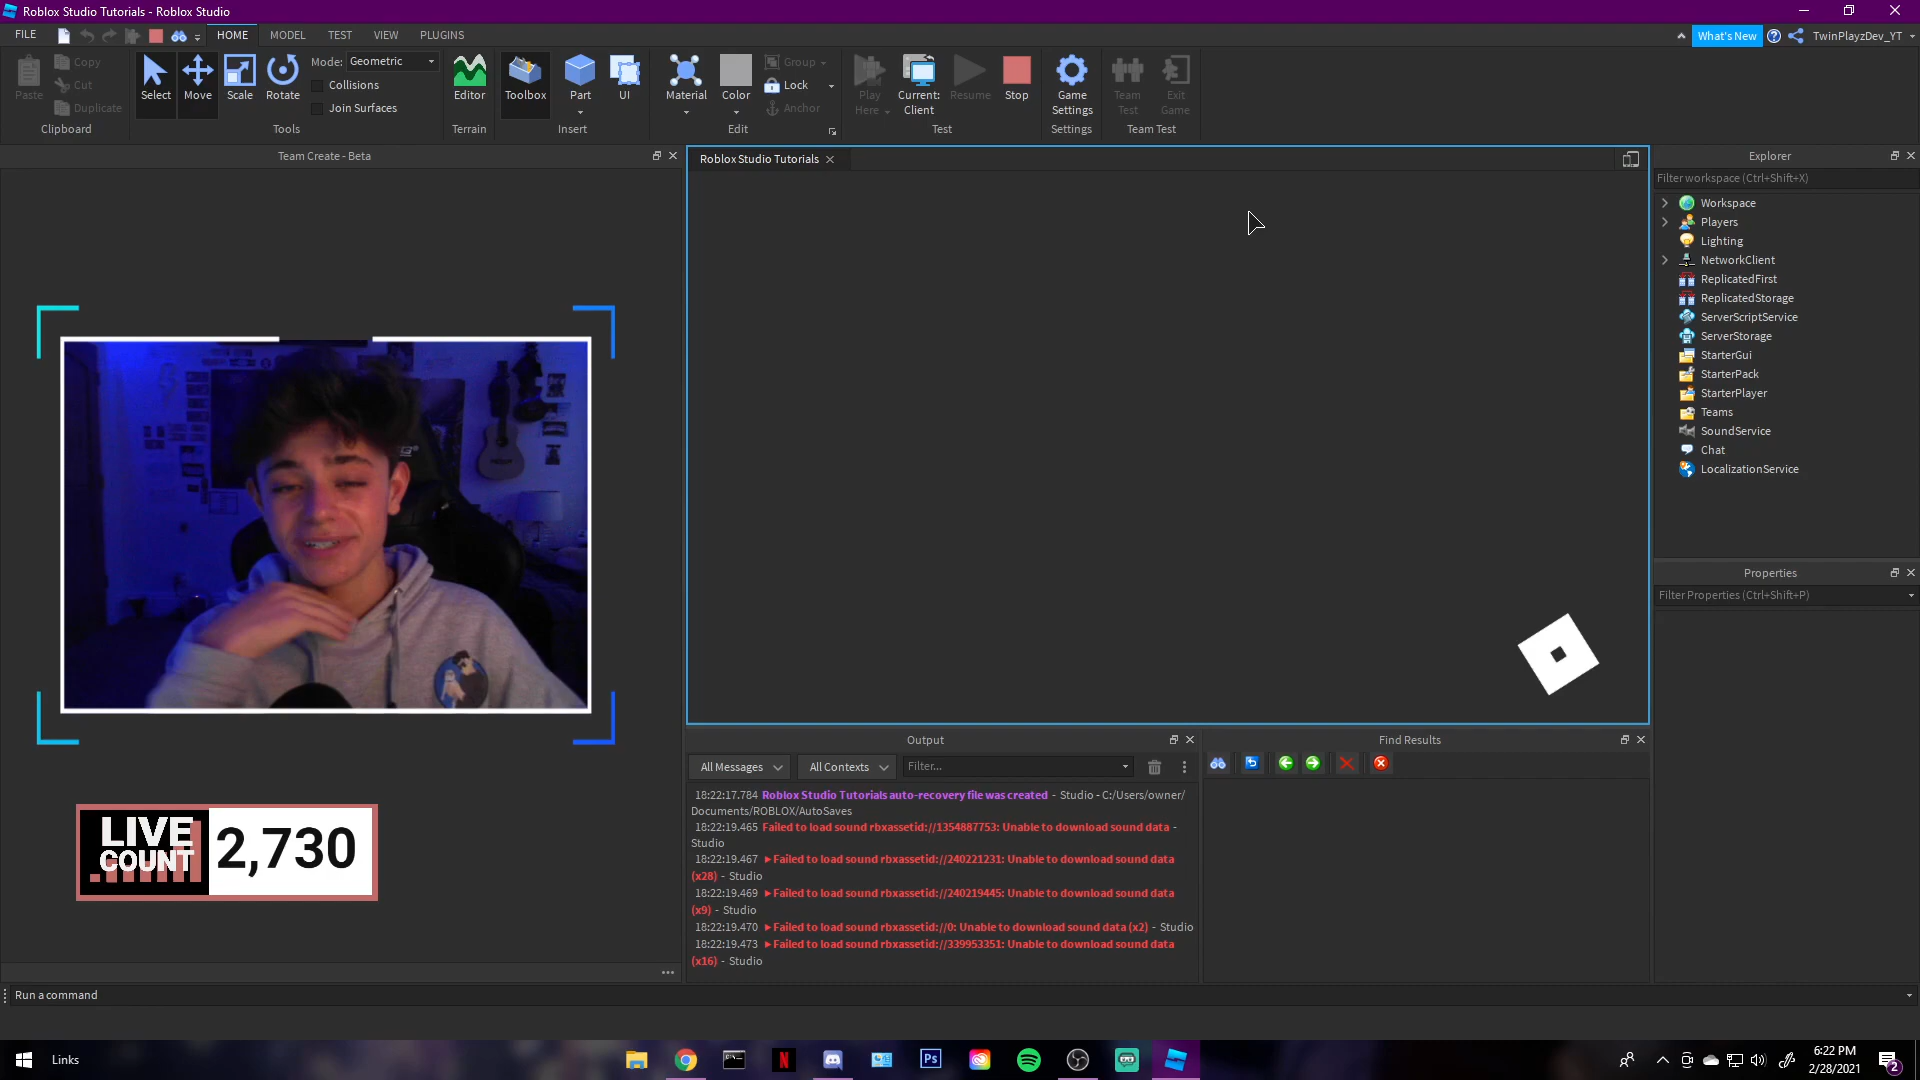 Roblox Studio Tutorials - Roblox Studio
FILE
HOME
MODEL
TEST
VIEW
PLUGINS
What's New
TwinPlayzDev_YT
Paste
Copy
Cut
Duplicate
Clipboard
Select
Move
Scale
Rotate
Mode: Geometric
Collisions
Join Surfaces
Tools
Editor
Terrain
Toolbox
Part
UI
Insert
Material
Color
Group
Lock
Anchor
Edit
Play
Here
Current:
Client
Resume
Stop
Test
Game
Settings
Settings
Team
Test
Exit
Game
Team Test
Team Create - Beta
Roblox Studio Tutorials
Explorer
Filter workspace (Ctrl+Shift+X)
Workspace
Players
Lighting
NetworkClient
ReplicatedFirst
ReplicatedStorage
ServerScriptService
ServerStorage
StarterGui
StarterPack
StarterPlayer
Teams
SoundService
Chat
LocalizationService
Properties
Filter Properties (Ctrl+Shift+P)
LIVE
COUNT
2,730
Output
All Messages
All Contexts
Filter...
18:22:17.784 Roblox Studio Tutorials auto-recovery file was created - Studio - C:/Users/owner/
Documents/ROBLOX/AutoSaves
18:22:19.465 Failed to load sound rbxassetid://1354887753: Unable to download sound data -
Studio
18:22:19.467 ▶Failed to load sound rbxassetid://240221231: Unable to download sound data
(x28) - Studio
18:22:19.469 ▶Failed to load sound rbxassetid://240219445: Unable to download sound data
(x9) - Studio
18:22:19.470 ▶Failed to load sound rbxassetid://0: Unable to download sound data (x2) - Studio
18:22:19.473 ▶Failed to load sound rbxassetid://339953351: Unable to download sound data
(x16) - Studio
Find Results
Run a command
Links
Ps
6:22 PM
2/28/2021
2